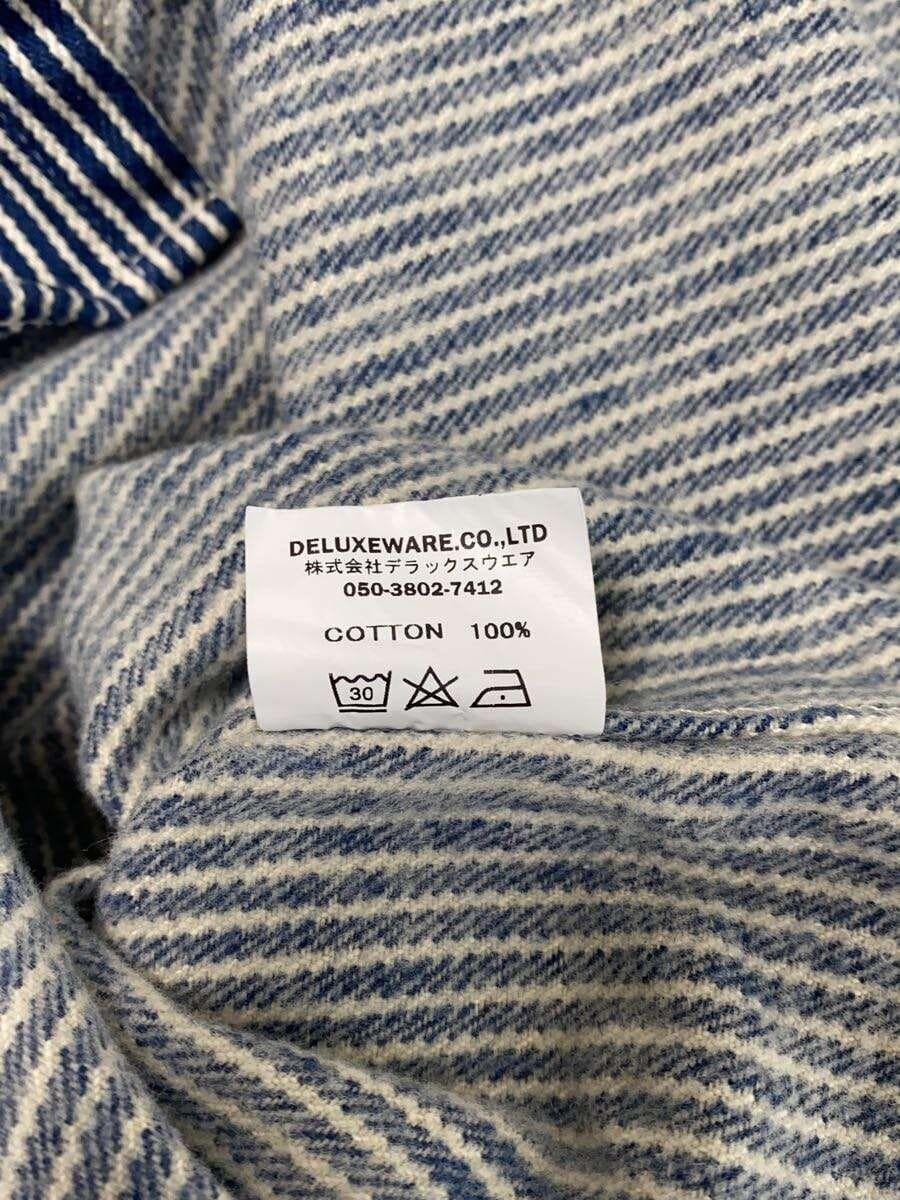 DELUXEWARE.CO.,LTD
株式会社デラックスウエア
050-3802-7412
COTTON 100%
30